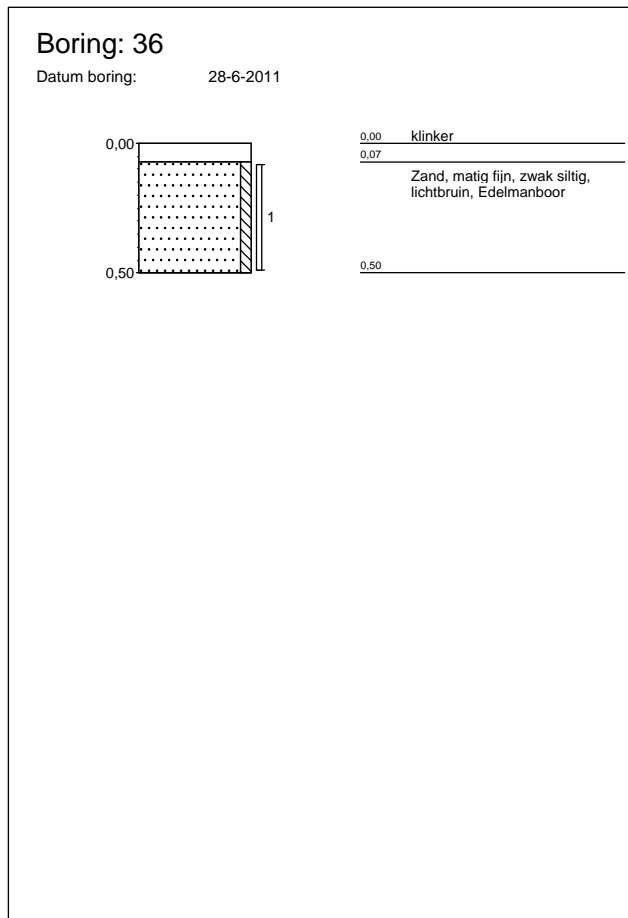 Boring: 36
Datum boring: 28-6-2011
0,00
1
0,50
0,00 klinker
0,07
Zand, matig fijn, zwak siltig,
lichtbruin, Edelmanboor
0,50